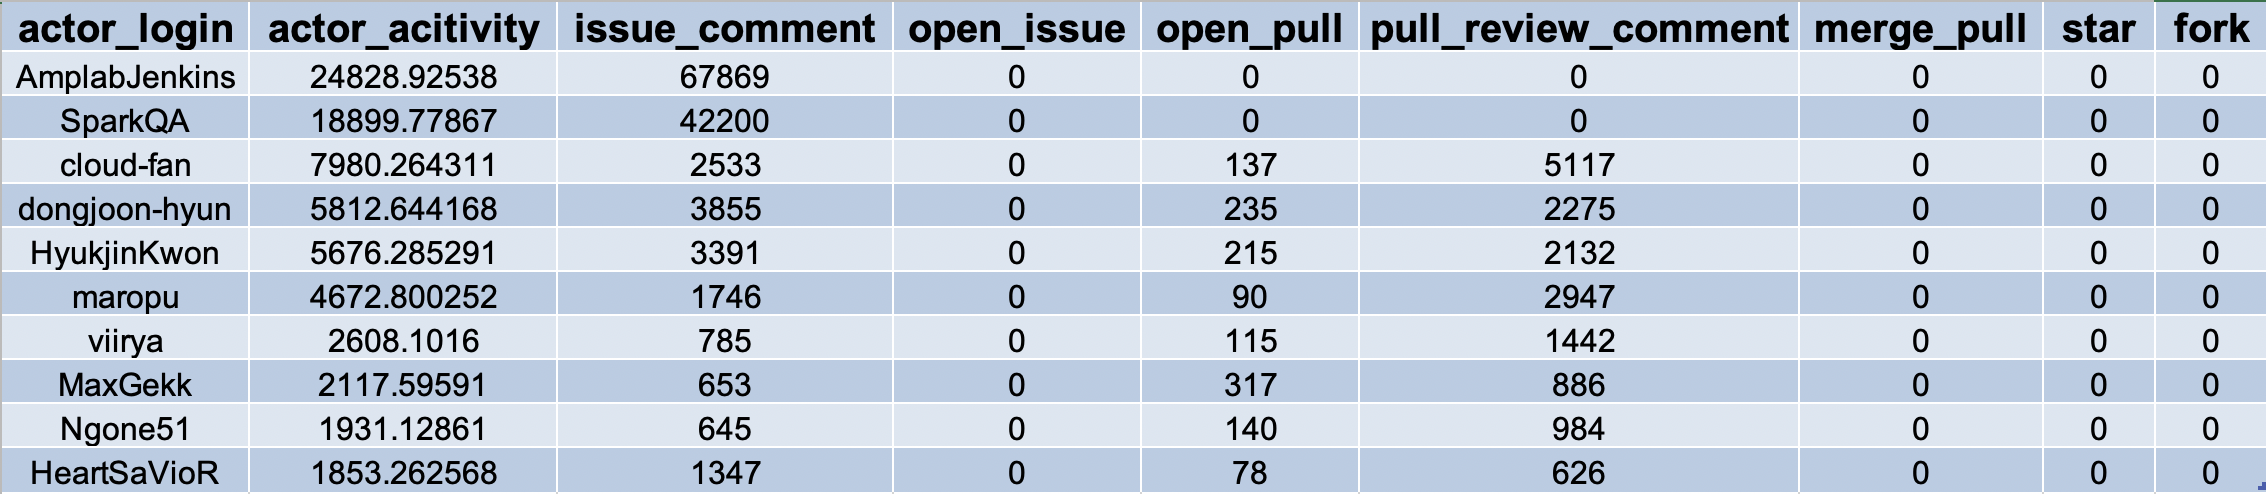 actor_login actor_acitivity issue_comment open_issue open_pull pull_review_comment merge_pull star fork
AmplabJenkins 24828.92538 67869 0 0 0 0 0 0
SparkQA 18899.77867 42200 0 0 0 0 0 0
cloud-fan 7980.264311 2533 0 137 5117 0 0 0
dongjoon-hyun 5812.644168 3855 0 235 2275 0 0 0
HyukjinKwon 5676.285291 3391 0 215 2132 0 0 0
maropu 4672.800252 1746 0 90 2947 0 0 0
viirya 2608.1016 785 0 115 1442 0 0 0
MaxGekk 2117.59591 653 0 317 886 0 0 0
Ngone51 1931.12861 645 0 140 984 0 0 0
HeartSaVioR 1853.262568 1347 0 78 626 0 0 0